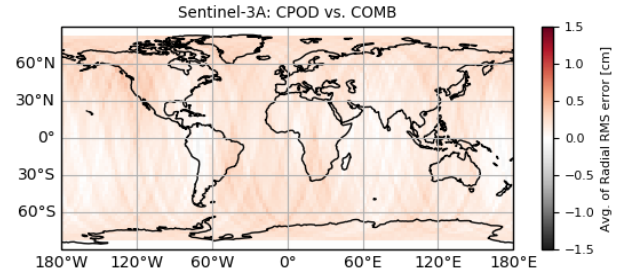 Sentinel-3A: CPOD vs. COMB
60°N
30°N
0°
30°S
60°S
180°W 120°W 60°W 0° 60°E 120°E 180°E
1.5
1.0
0.5
0.0
−0.5
−1.0
−1.5
Avg. of Radial RMS error [cm]